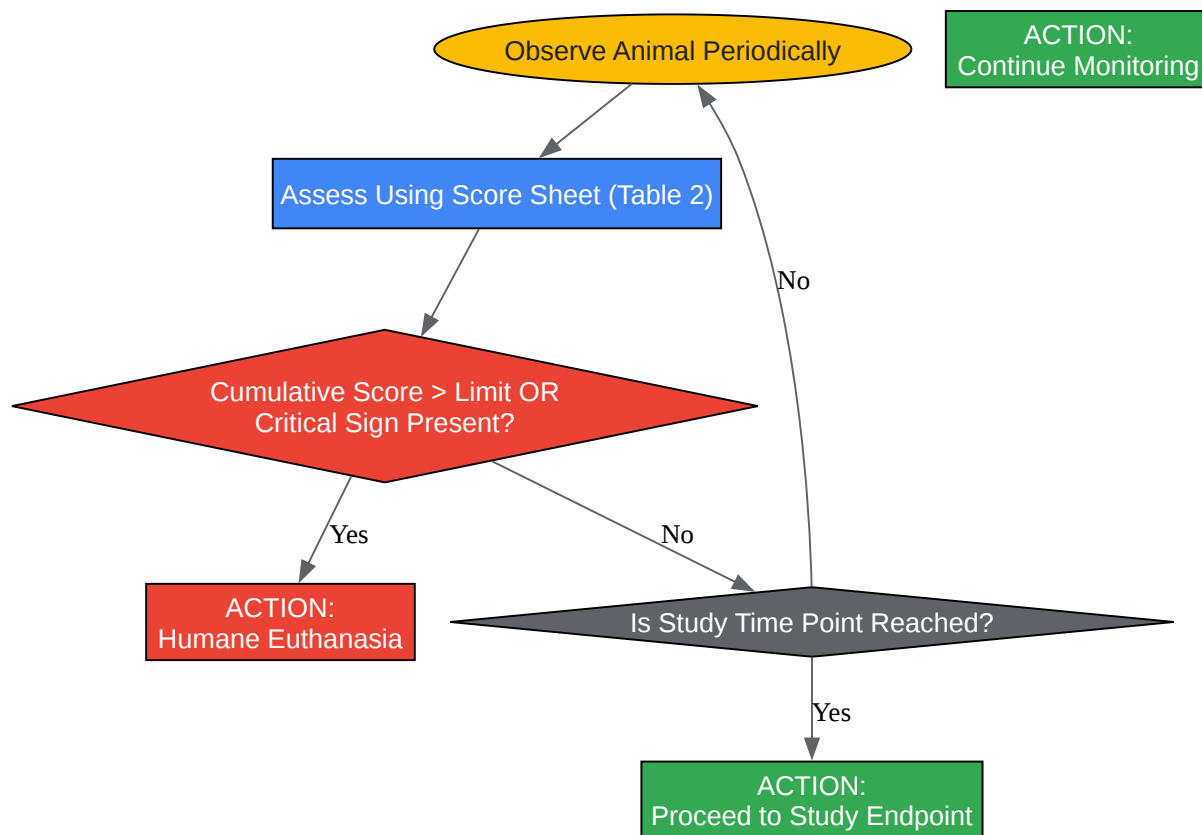 Observe Animal Periodically
ACTION:
Continue Monitoring
Assess Using Score Sheet (Table 2)
No
Cumulative Score > Limit OR
Critical Sign Present?
Yes
No
ACTION:
Humane Euthanasia
Is Study Time Point Reached?
Yes
ACTION:
Proceed to Study Endpoint